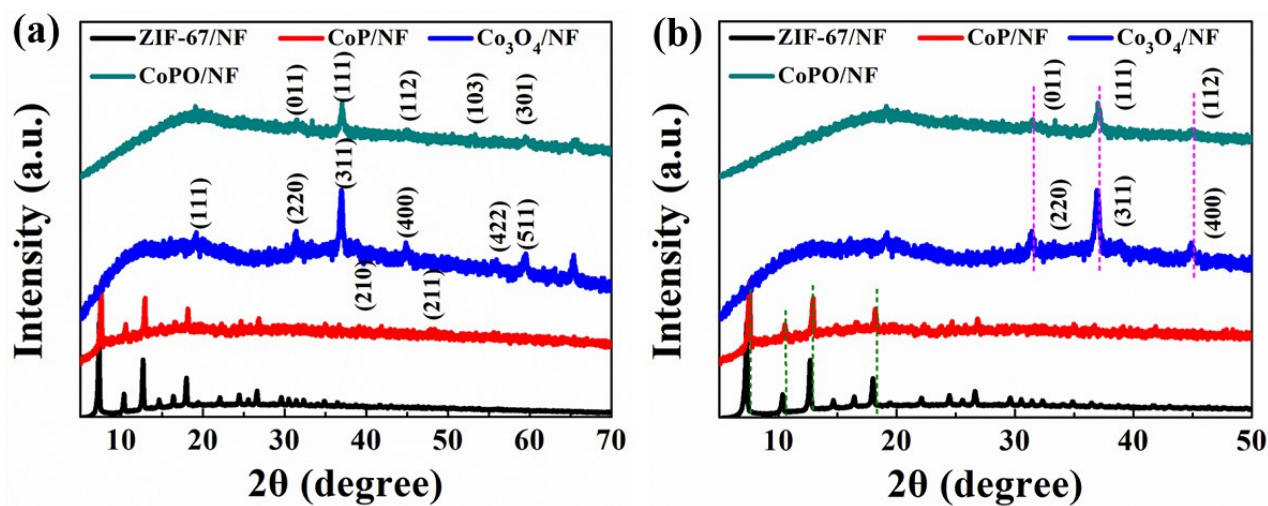 (a)
ZIF-67/NF CoP/NF Co₃O₄/NF
CoPO/NF
(011) (111) (112) (103) (301)
(111) (220) (311) (400) (422) (511)
(210) (211)
Intensity (a.u.)
10 20 30 40 50 60 70
2θ (degree)
(b)
ZIF-67/NF CoP/NF Co₃O₄/NF
CoPO/NF
(011) (111) (112)
(220) (311) (400)
Intensity (a.u.)
10 20 30 40 50
2θ (degree)